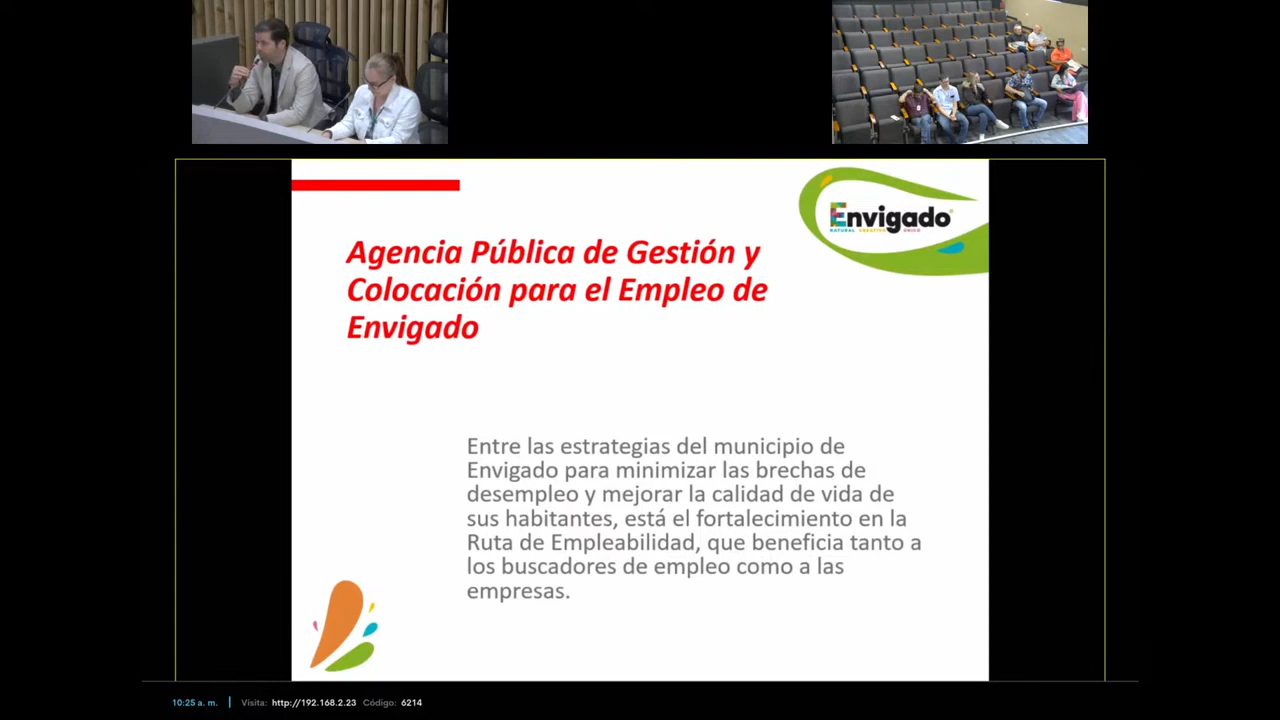 Envigado
NATURAL CREATIVO ÚNICO
Agencia Pública de Gestión y
Colocación para el Empleo de
Envigado
Entre las estrategias del municipio de
Envigado para minimizar las brechas de
desempleo y mejorar la calidad de vida de
sus habitantes, está el fortalecimiento en la
Ruta de Empleabilidad, que beneficia tanto a
los buscadores de empleo como a las
empresas.
10:25 a. m. | Visita: http://192.168.2.23 Código: 6214